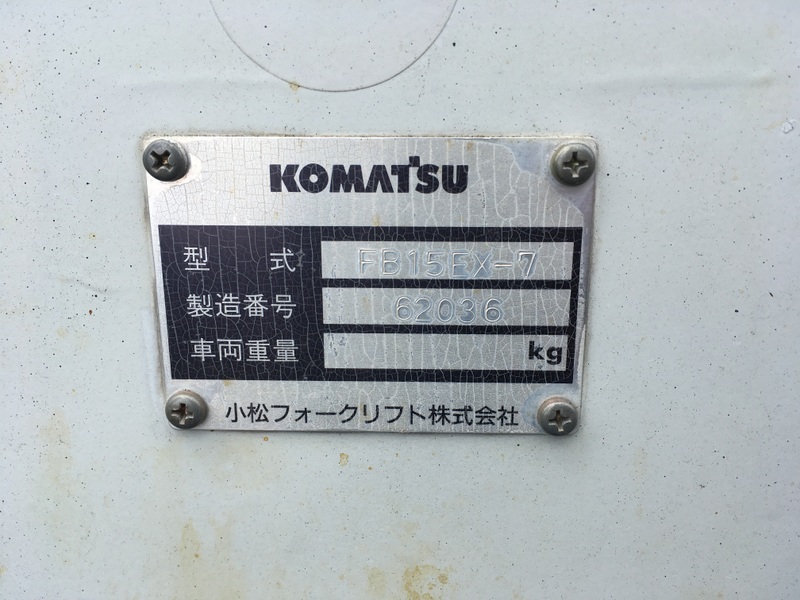 KOMATSU
型式 FB15EX-7
製造番号 62036
車両重量 kg
小松フォークリフト株式会社